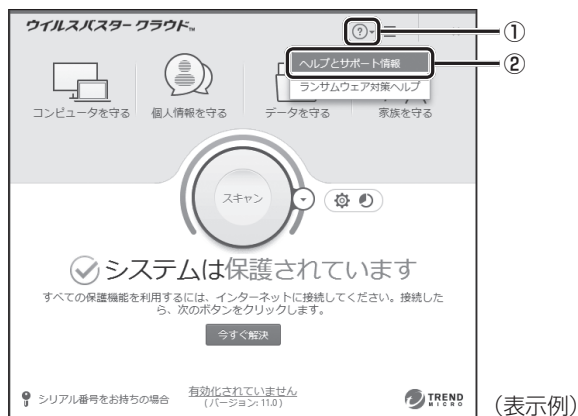 ウイルスバスター クラウド™
?
①
ヘルプとサポート情報
②
ランサムウェア対策ヘルプ
コンピュータを守る
個人情報を守る
データを守る
家族を守る
スキャン
システムは保護されています
すべての保護機能を利用するには、インターネットに接続してください。接続した
ら、次のボタンをクリックします。
今すぐ解決
シリアル番号をお持ちの場合
有効化されていません
(バージョン: 11.0)
TREND
MICRO
(表示例)